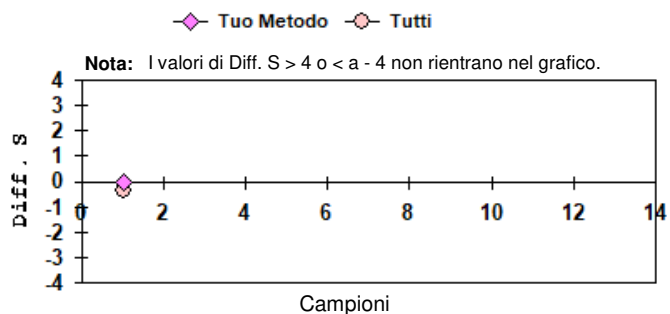 Tuo Metodo Tutti
Nota: I valori di Diff. S > 4 o < a - 4 non rientrano nel grafico.
4
3
2
1
0
-1
-2
-3
-4
Diff. S
0 2 4 6 8 10 12 14
Campioni